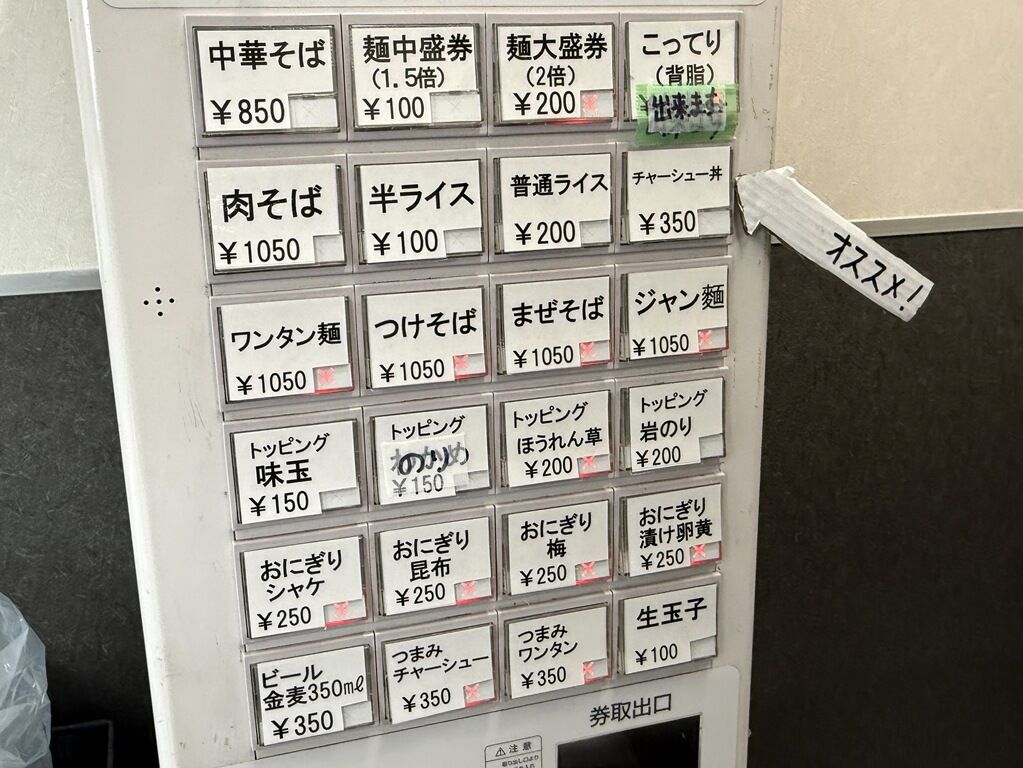 中華そば
¥850
麺中盛券
(1.5倍)
¥100
麺大盛券
(2倍)
¥200
こってり
(背脂)
出来ます
肉そば
¥1050
半ライス
¥100
普通ライス
¥200
チャーシュー丼
¥350
オススメ!
ワンタン麺
¥1050
つけそば
¥1050
まぜそば
¥1050
ジャン麺
¥1050
トッピング
味玉
¥150
トッピング
のり
¥150
トッピング
ほうれん草
¥200
トッピング
岩のり
¥200
おにぎり
シャケ
¥250
おにぎり
昆布
¥250
おにぎり
梅
¥250
おにぎり
漬け卵黄
¥250
ビール
金麦350㎖
¥350
つまみ
チャーシュー
¥350
つまみ
ワンタン
¥350
生玉子
¥100
券取出口
注意
取り出し口より